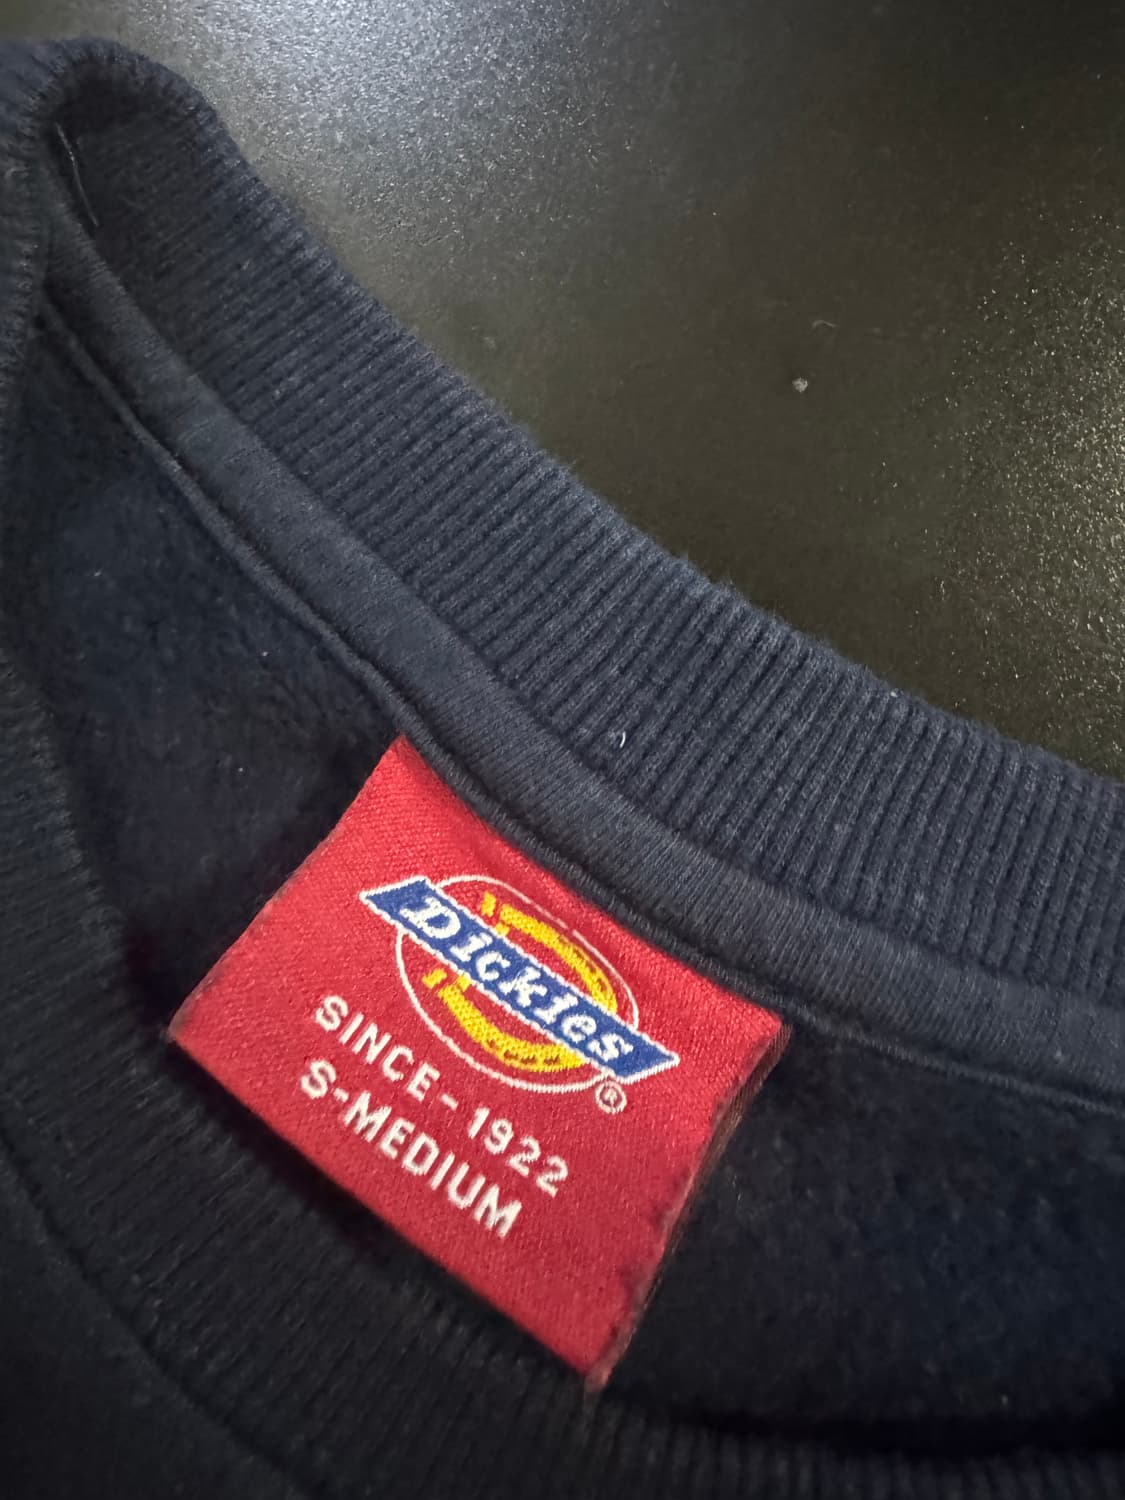 Dickies
®
SINCE-1922
S-MEDIUM